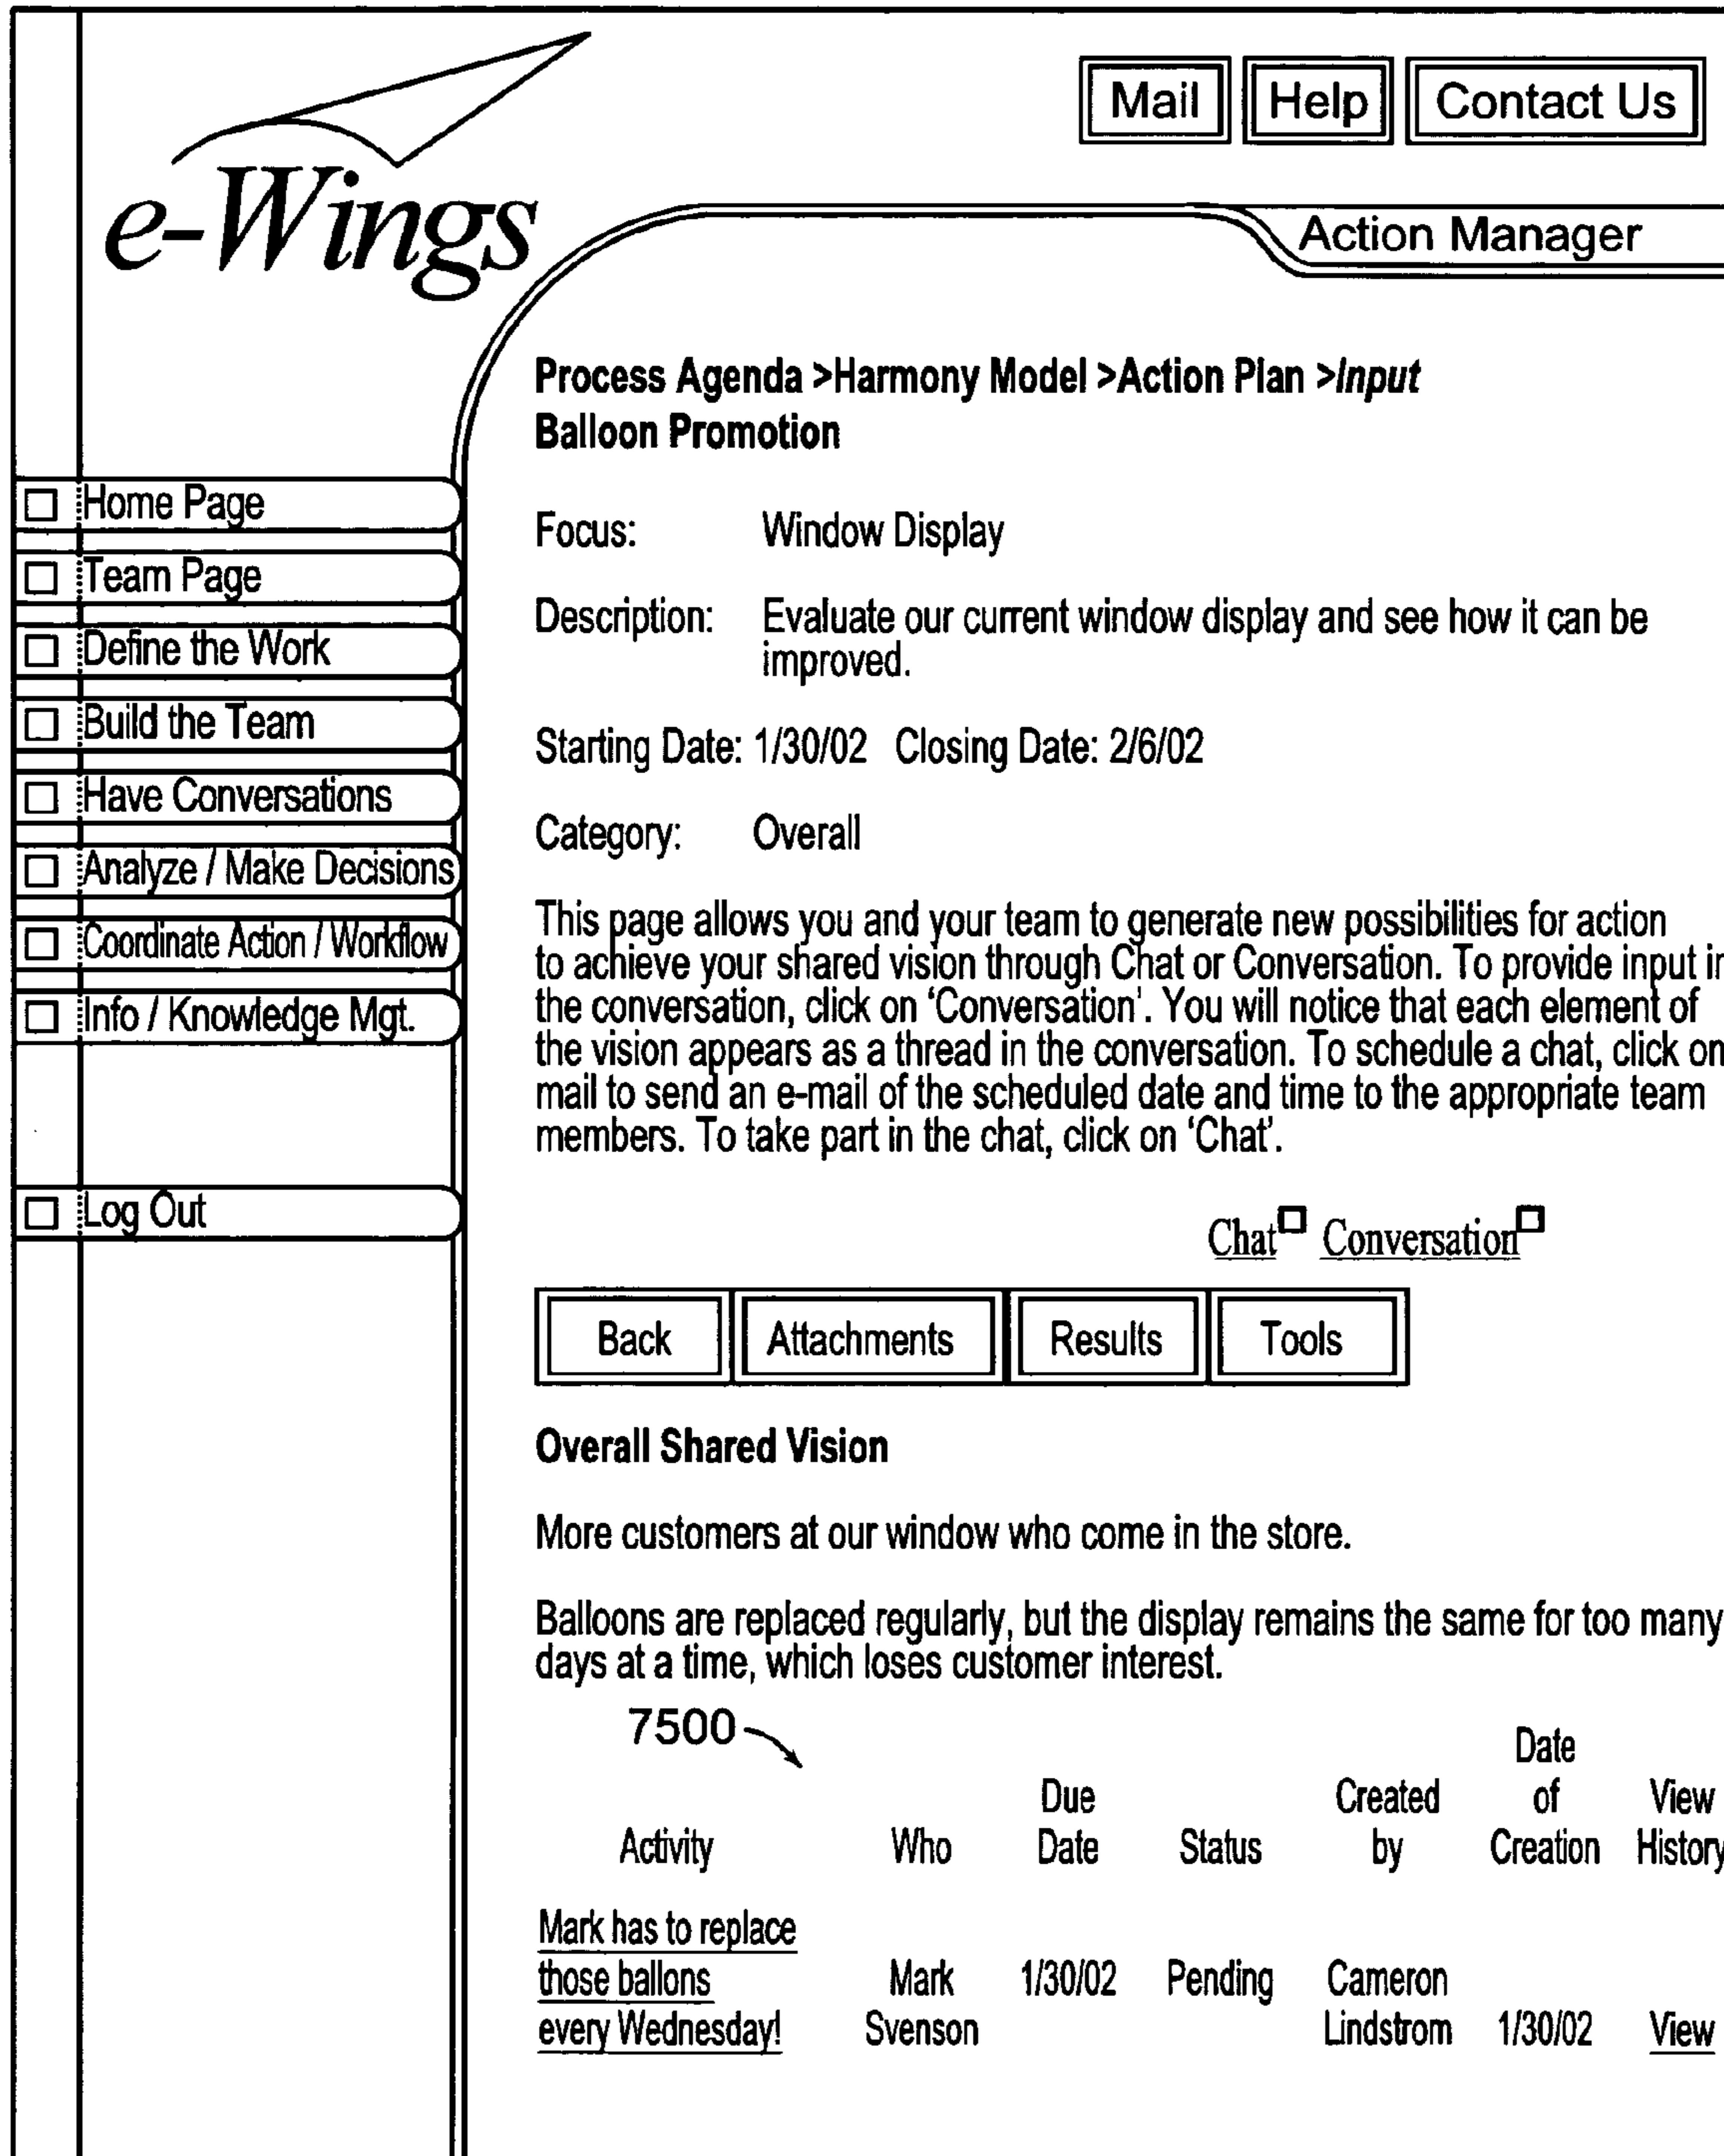 Mail Help Contact Us
e-Wings
Action Manager
Process Agenda >Harmony Model >Action Plan >Input
Balloon Promotion
Home Page
Team Page
Define the Work
Build the Team
Have Conversations
Analyze / Make Decisions
Coordinate Action / Workflow
Info / Knowledge Mgt.
Log Out
Focus: Window Display
Description: Evaluate our current window display and see how it can be
improved.
Starting Date: 1/30/02 Closing Date: 2/6/02
Category: Overall
This page allows you and your team to generate new possibilities for action
to achieve your shared vision through Chat or Conversation. To provide input in
the conversation, click on ‘Conversation’. You will notice that each element of
the vision appears as a thread in the conversation. To schedule a chat, click on
mail to send an e-mail of the scheduled date and time to the appropriate team
members. To take part in the chat, click on ‘Chat’.
Chat Conversation
Back Attachments Results Tools
Overall Shared Vision
More customers at our window who come in the store.
Balloons are replaced regularly, but the display remains the same for too many
days at a time, which loses customer interest.
7500
Date
Due Created of View
Activity Who Date Status by Creation History
Mark has to replace
those ballons Mark 1/30/02 Pending Cameron
every Wednesday! Svenson Lindstrom 1/30/02 View